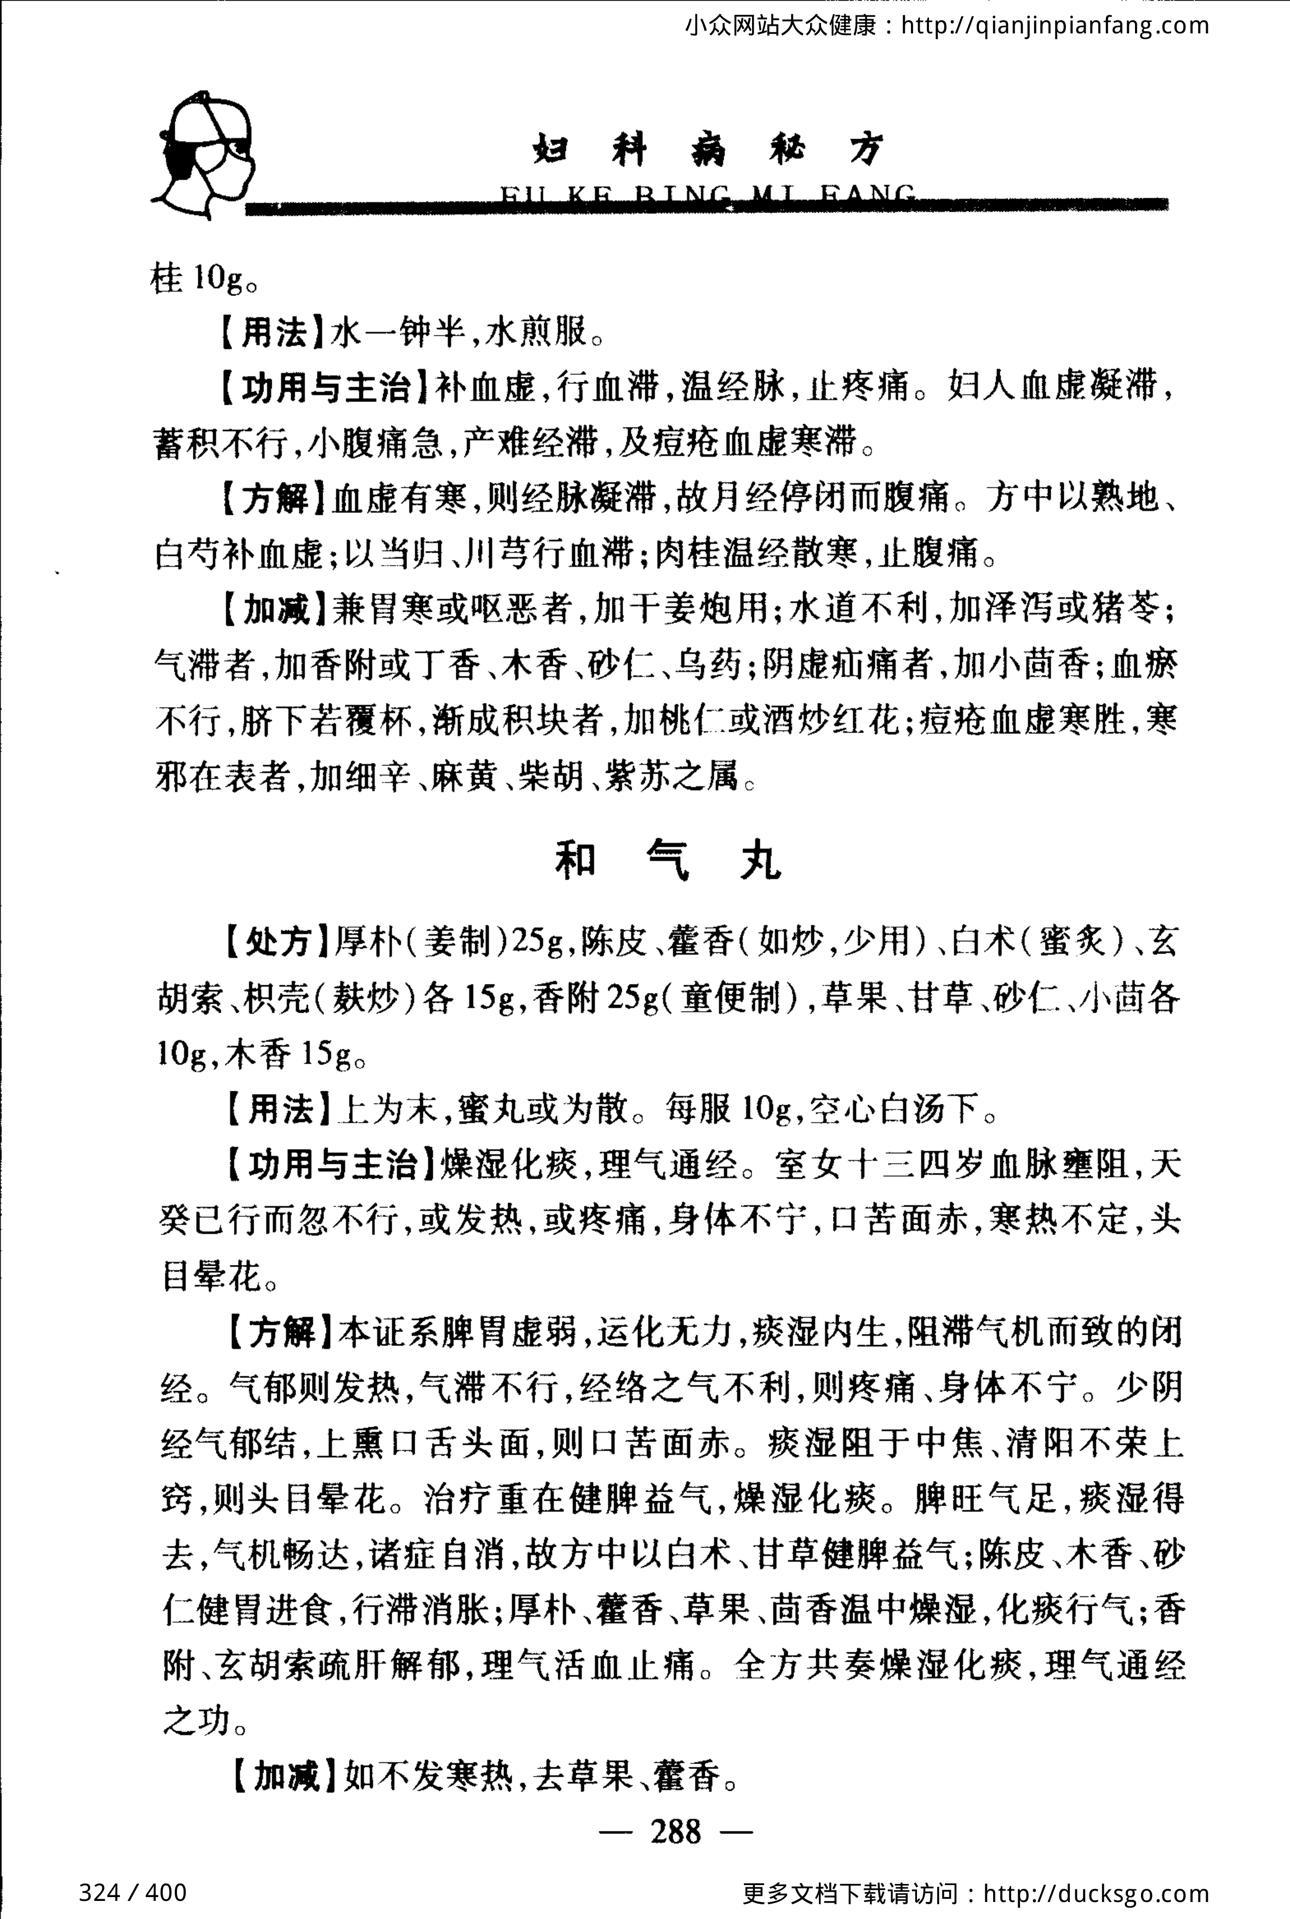 小众网站大众健康：http://qianjinpianfang.com
妇科病秘方
FU KE BING MI FANG
桂 10g。
【用法】水一钟半,水煎服。
【功用与主治】补血虚,行血滞,温经脉,止疼痛。妇人血虚凝滞,
蓄积不行,小腹痛急,产难经滞,及痘疮血虚寒滞。
【方解】血虚有寒,则经脉凝滞,故月经停闭而腹痛。方中以熟地、
白芍补血虚;以当归、川芎行血滞;肉桂温经散寒,止腹痛。
【加减】兼胃寒或呕恶者,加干姜炮用;水道不利,加泽泻或猪苓;
气滞者,加香附或丁香、木香、砂仁、乌药;阴虚疝痛者,加小茴香;血瘀
不行,脐下若覆杯,渐成积块者,加桃仁或酒炒红花;痘疮血虚寒胜,寒
邪在表者,加细辛、麻黄、柴胡、紫苏之属。
和气丸
【处方】厚朴(姜制)25g,陈皮、藿香(如炒,少用)、白术(蜜炙)、玄
胡索、枳壳(麸炒)各 15g,香附 25g(童便制),草果、甘草、砂仁、小茴各
10g,木香 15g。
【用法】上为末,蜜丸或为散。每服 10g,空心白汤下。
【功用与主治】燥湿化痰,理气通经。室女十三四岁血脉壅阻,天
癸已行而忽不行,或发热,或疼痛,身体不宁,口苦面赤,寒热不定,头
目晕花。
【方解】本证系脾胃虚弱,运化无力,痰湿内生,阻滞气机而致的闭
经。气郁则发热,气滞不行,经络之气不利,则疼痛、身体不宁。少阴
经气郁结,上熏口舌头面,则口苦面赤。痰湿阻于中焦、清阳不荣上
窍,则头目晕花。治疗重在健脾益气,燥湿化痰。脾旺气足,痰湿得
去,气机畅达,诸症自消,故方中以白术、甘草健脾益气;陈皮、木香、砂
仁健胃进食,行滞消胀;厚朴、藿香、草果、茴香温中燥湿,化痰行气;香
附、玄胡索疏肝解郁,理气活血止痛。全方共奏燥湿化痰,理气通经
之功。
【加减】如不发寒热,去草果、藿香。
— 288 —
324 / 400
更多文档下载请访问：http://ducksgo.com